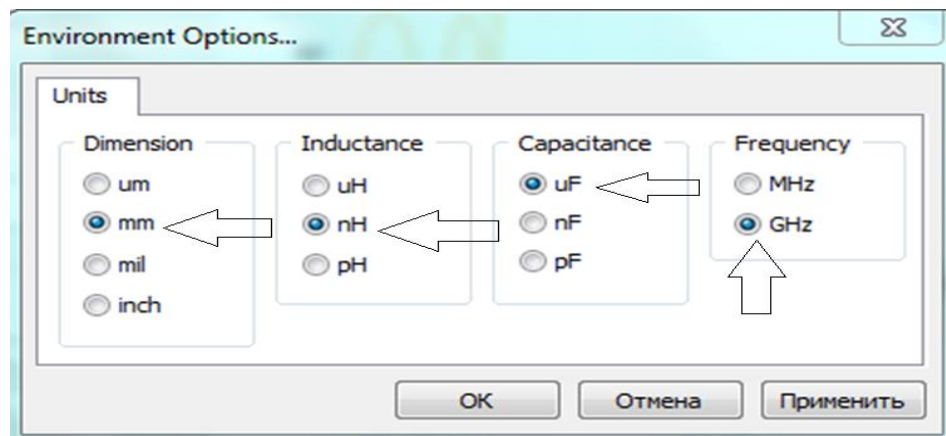 Environment Options...
Units
Dimension
um
mm
mil
inch
Inductance
uH
nH
pH
Capacitance
uF
nF
pF
Frequency
MHz
GHz
OK
Отмена
Применить